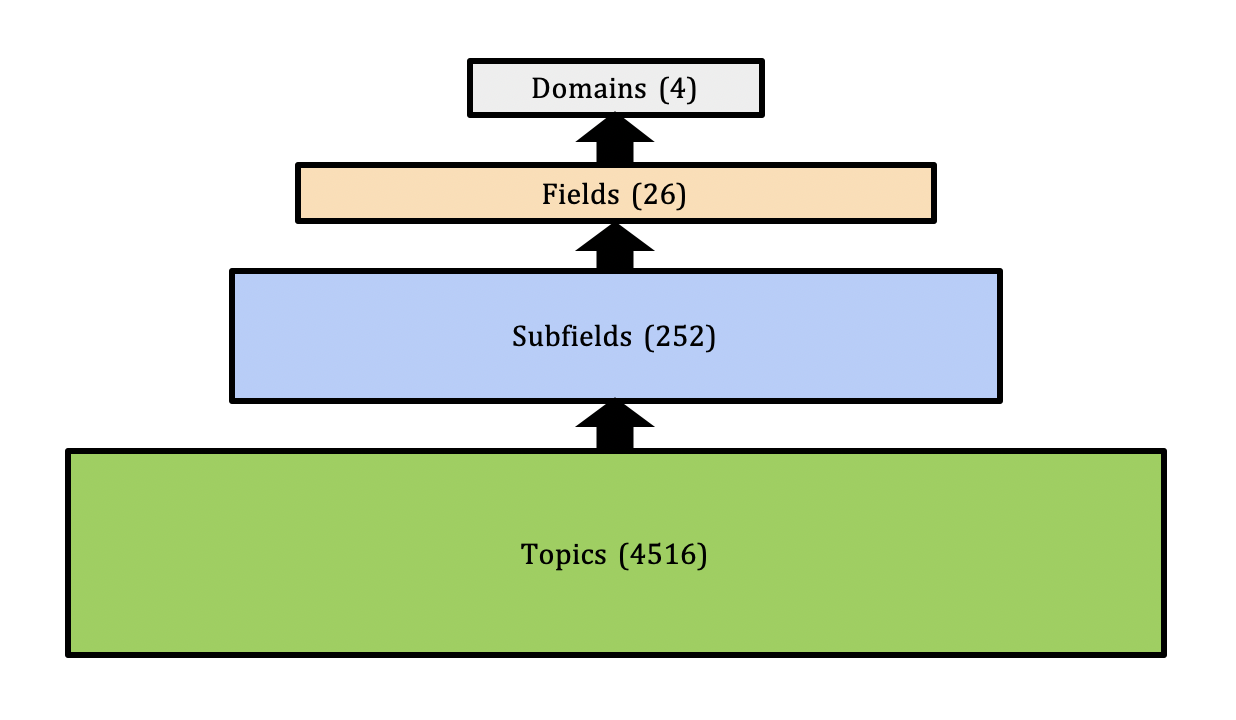 Domains (4)
Fields (26)
Subfields (252)
Topics (4516)